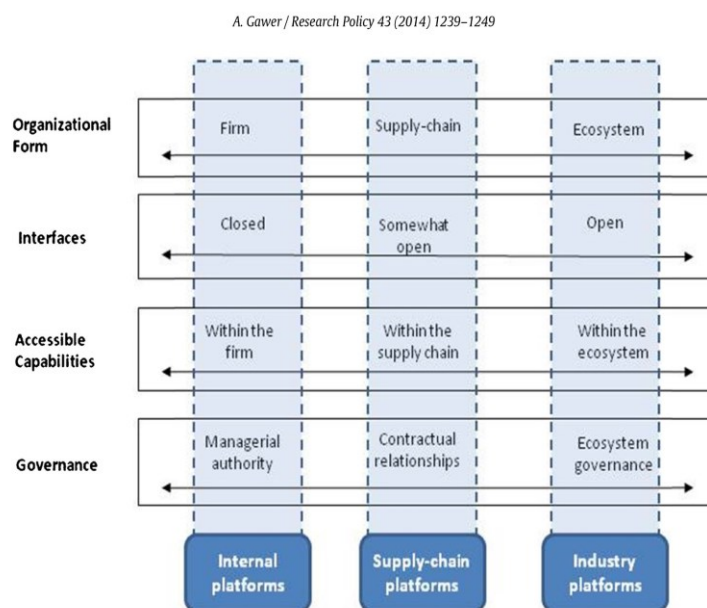 A. Gawer / Research Policy 43 (2014) 1239–1249
Organizational
Form
Firm
Supply-chain
Ecosystem
Interfaces
Closed
Somewhat
open
Open
Accessible
Capabilities
Within the
firm
Within the
supply chain
Within the
ecosystem
Governance
Managerial
authority
Contractual
relationships
Ecosystem
governance
Internal
platforms
Supply-chain
platforms
Industry
platforms